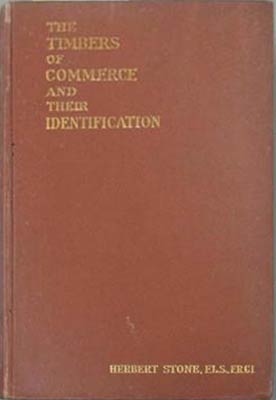 THE
TIMBERS
OF
COMMERCE
AND
THEIR
IDENTIFICATION
HERBERT STONE, F.L.S., F.R.C.I